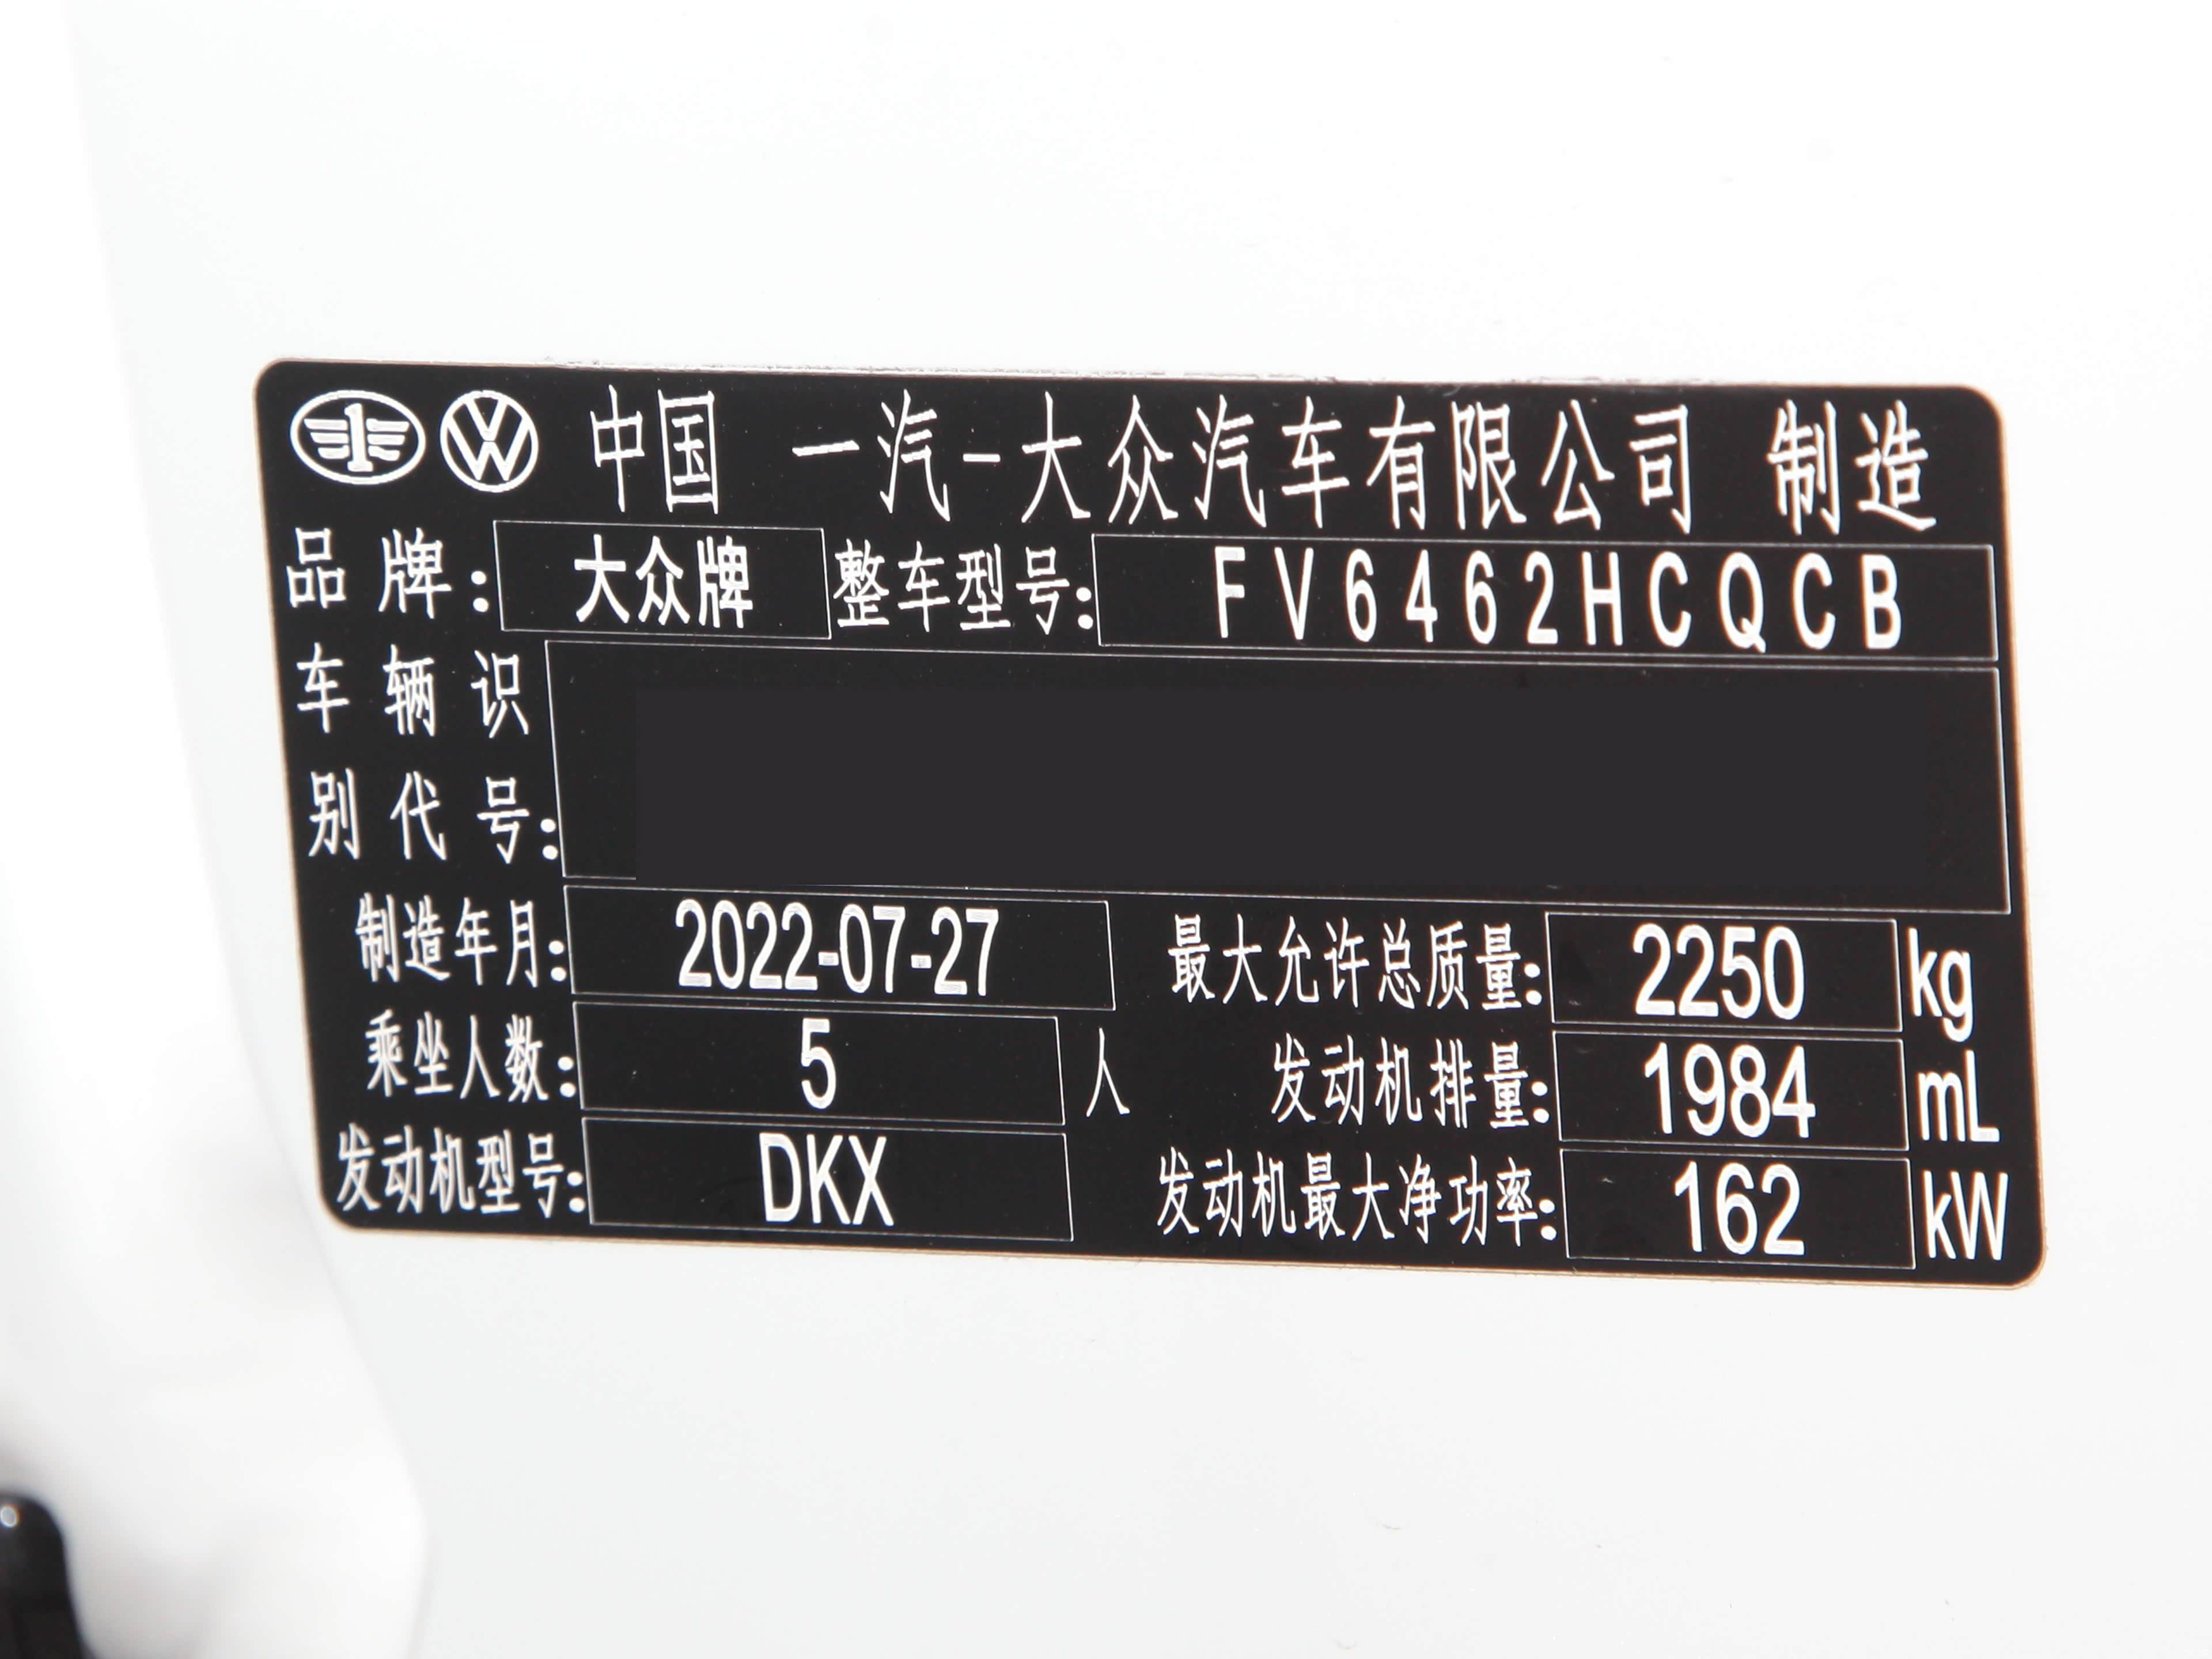 中国 一汽-大众汽车有限公司 制造
品牌: 大众牌 整车型号: FV6462HCQCB
车辆识
别代号:
制造年月: 2022-07-27 最大允许总质量: 2250 kg
乘坐人数: 5 人 发动机排量: 1984 mL
发动机型号: DKX 发动机最大净功率: 162 kW